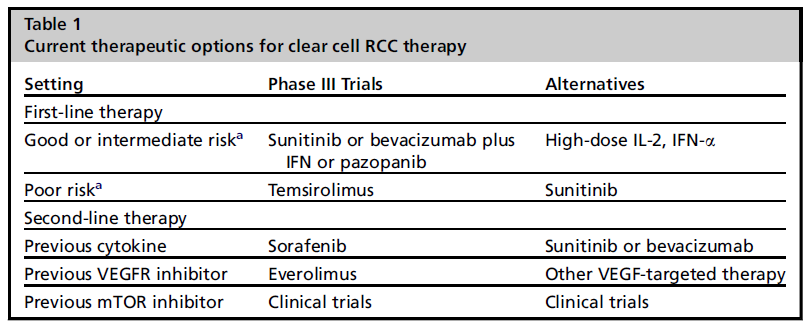 Table 1
Current therapeutic options for clear cell RCC therapy
Setting Phase III Trials Alternatives
First-line therapy
Good or intermediate riskᵃ Sunitinib or bevacizumab plus High-dose IL-2, IFN-α
IFN or pazopanib
Poor riskᵃ Temsirolimus Sunitinib
Second-line therapy
Previous cytokine Sorafenib Sunitinib or bevacizumab
Previous VEGFR inhibitor Everolimus Other VEGF-targeted therapy
Previous mTOR inhibitor Clinical trials Clinical trials